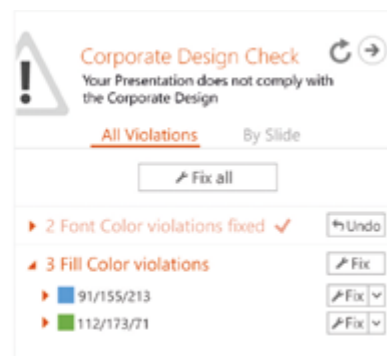 !
Corporate Design Check
Your Presentation does not comply with
the Corporate Design
All Violations By Slide
Fix all
2 Font Color violations fixed Undo
3 Fill Color violations Fix
91/155/213 Fix
112/173/71 Fix